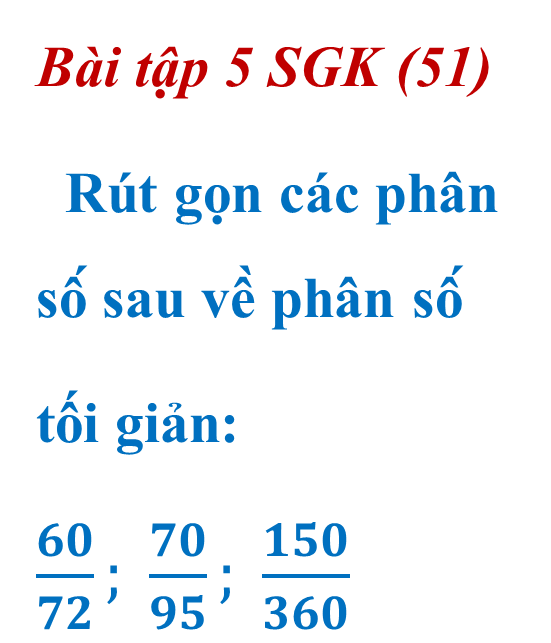 Bài tập 5 SGK (51)
Rút gọn các phân
số sau về phân số
tối giản:
60/72 ; 70/95 ; 150/360